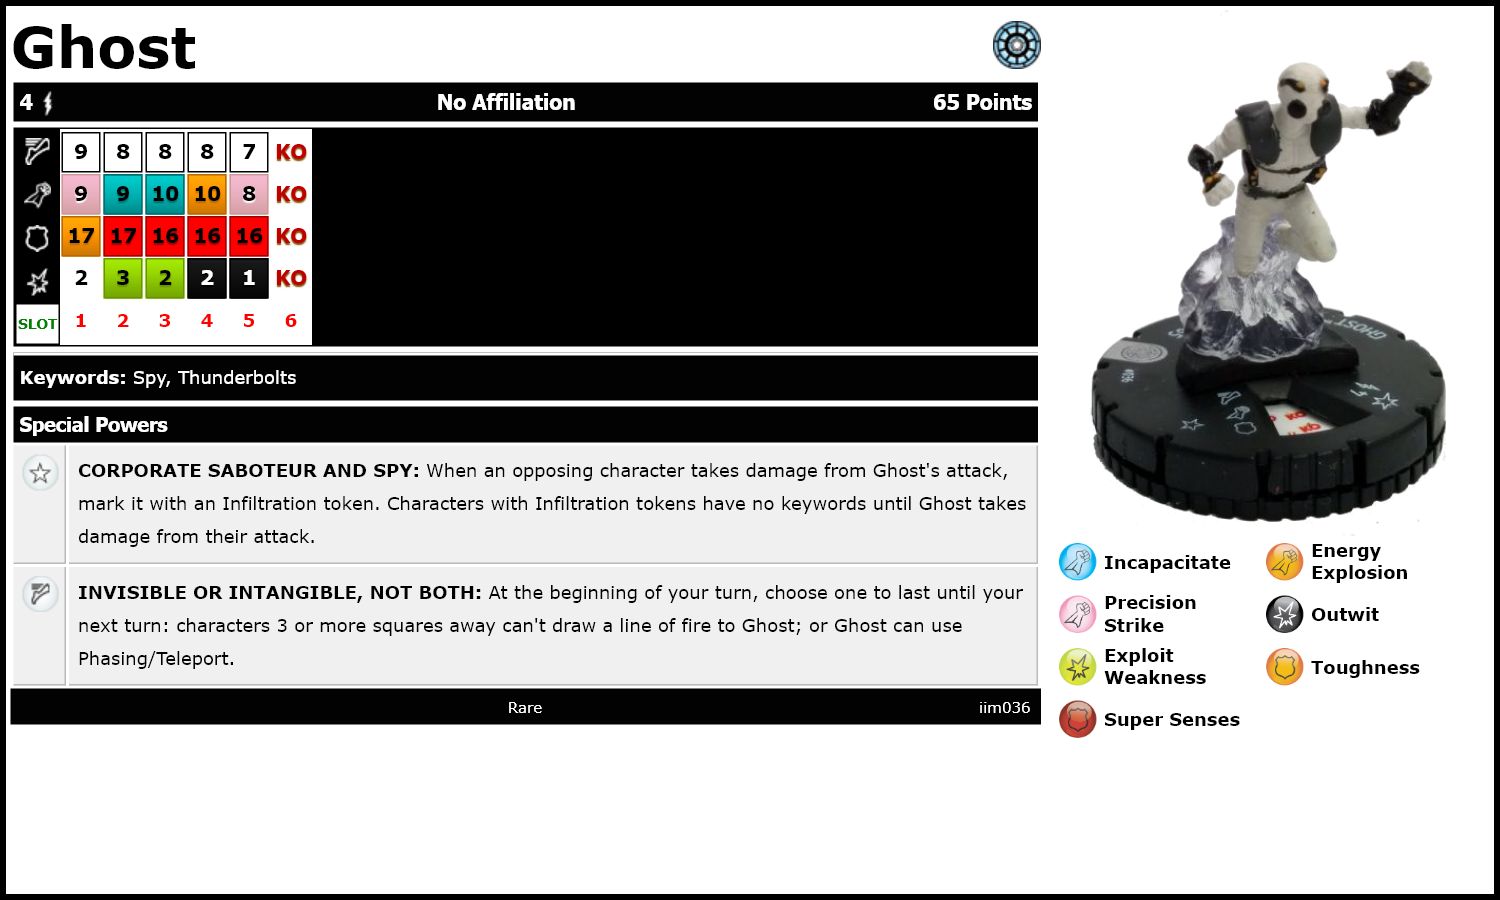 Ghost
4 No Affiliation 65 Points
9 8 8 8 7 KO
9 9 10 10 8 KO
17 17 16 16 16 KO
2 3 2 2 1 KO
SLOT 1 2 3 4 5 6
Keywords: Spy, Thunderbolts
Special Powers
CORPORATE SABOTEUR AND SPY: When an opposing character takes damage from Ghost's attack,
mark it with an Infiltration token. Characters with Infiltration tokens have no keywords until Ghost takes
damage from their attack.
INVISIBLE OR INTANGIBLE, NOT BOTH: At the beginning of your turn, choose one to last until your
next turn: characters 3 or more squares away can't draw a line of fire to Ghost; or Ghost can use
Phasing/Teleport.
Rare iim036
GHOST
#036
KO
KO
Incapacitate
Energy
Explosion
Precision
Strike
Outwit
Exploit
Weakness
Toughness
Super Senses